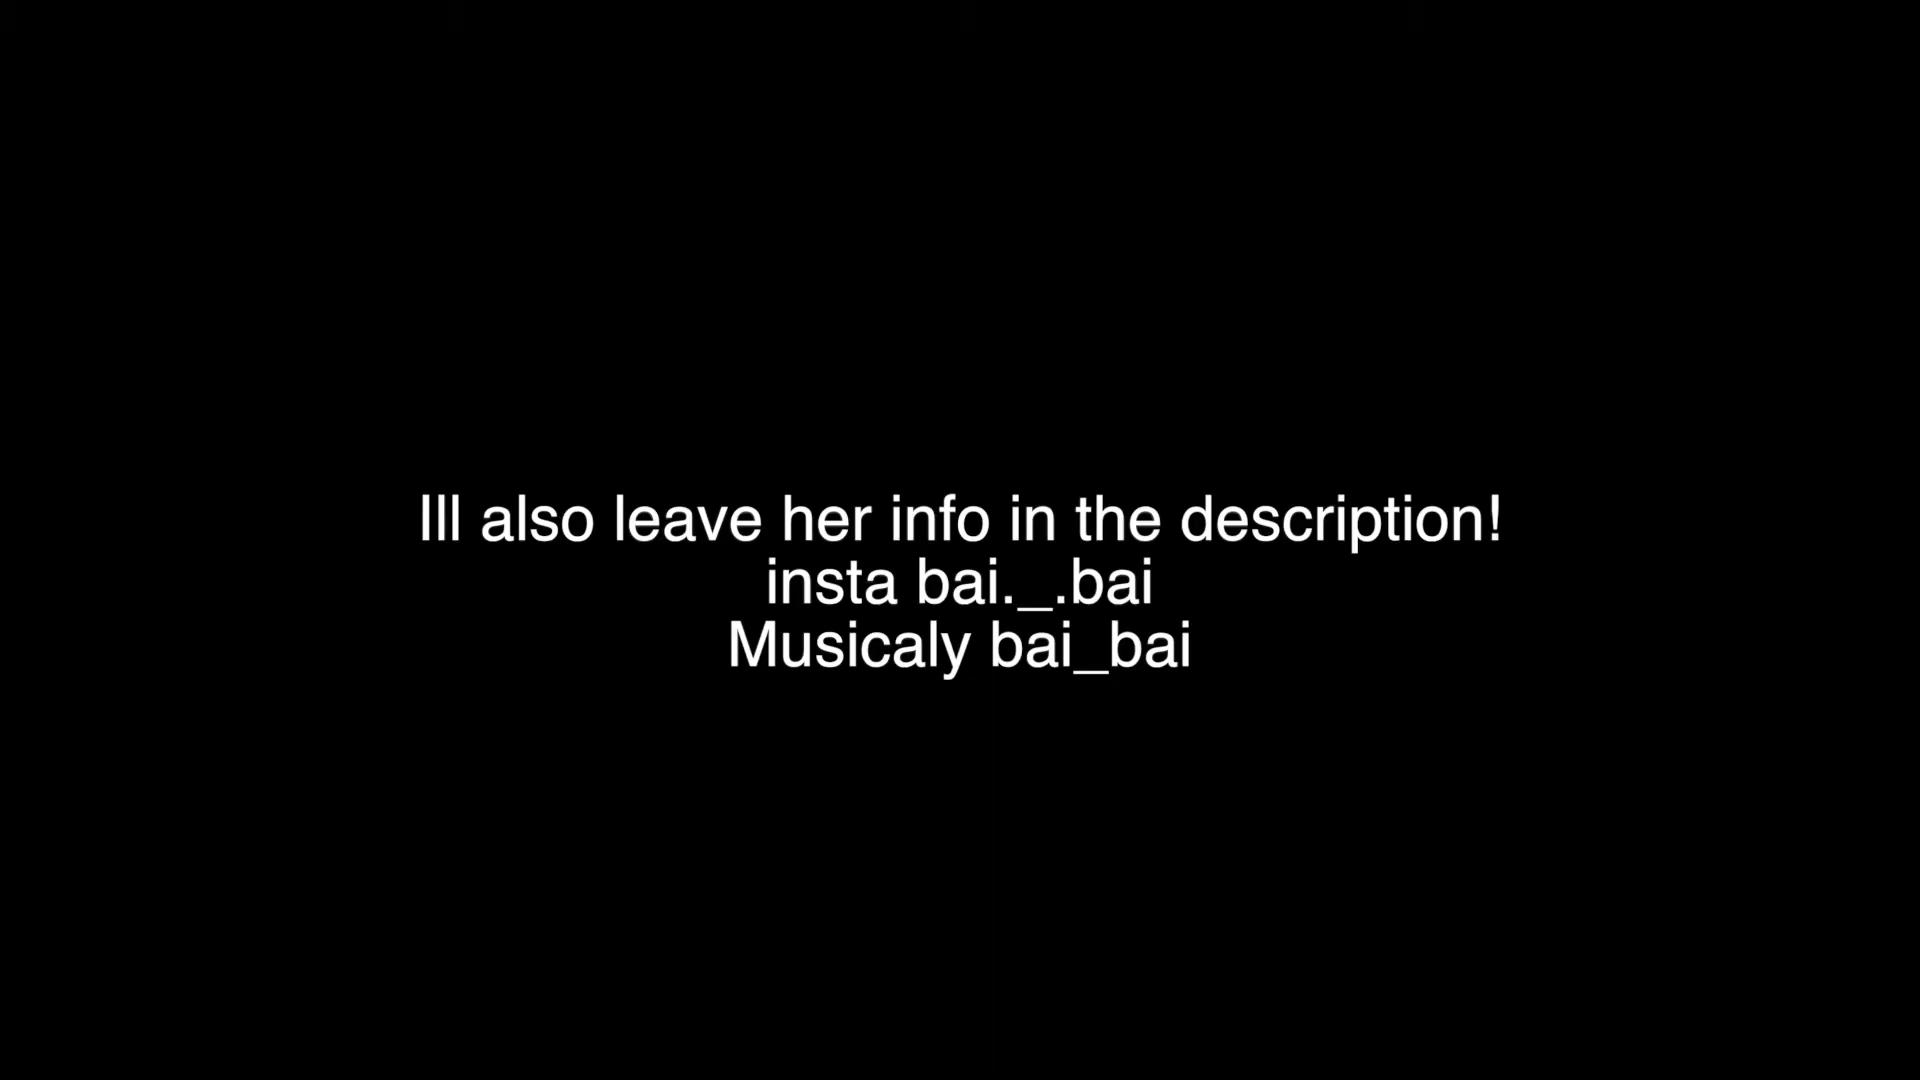 Ill also leave her info in the description!
insta bai._.bai
Musicaly bai_bai